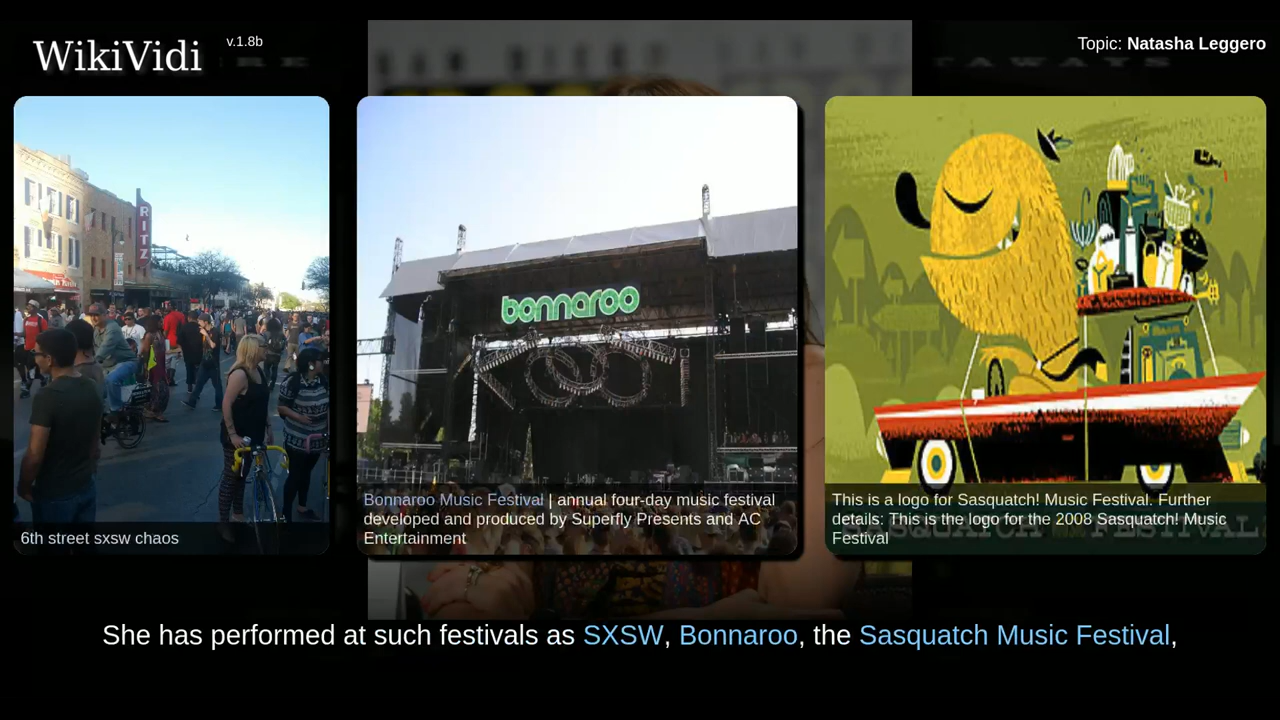 WikiVidi
v.1.8b
Topic: Natasha Leggero
RITZ
bonnaroo
6th street sxsw chaos
Bonnaroo Music Festival | annual four-day music festival
developed and produced by Superfly Presents and AC
Entertainment
This is a logo for Sasquatch! Music Festival. Further
details: This is the logo for the 2008 Sasquatch! Music
Festival
She has performed at such festivals as SXSW, Bonnaroo, the Sasquatch Music Festival,